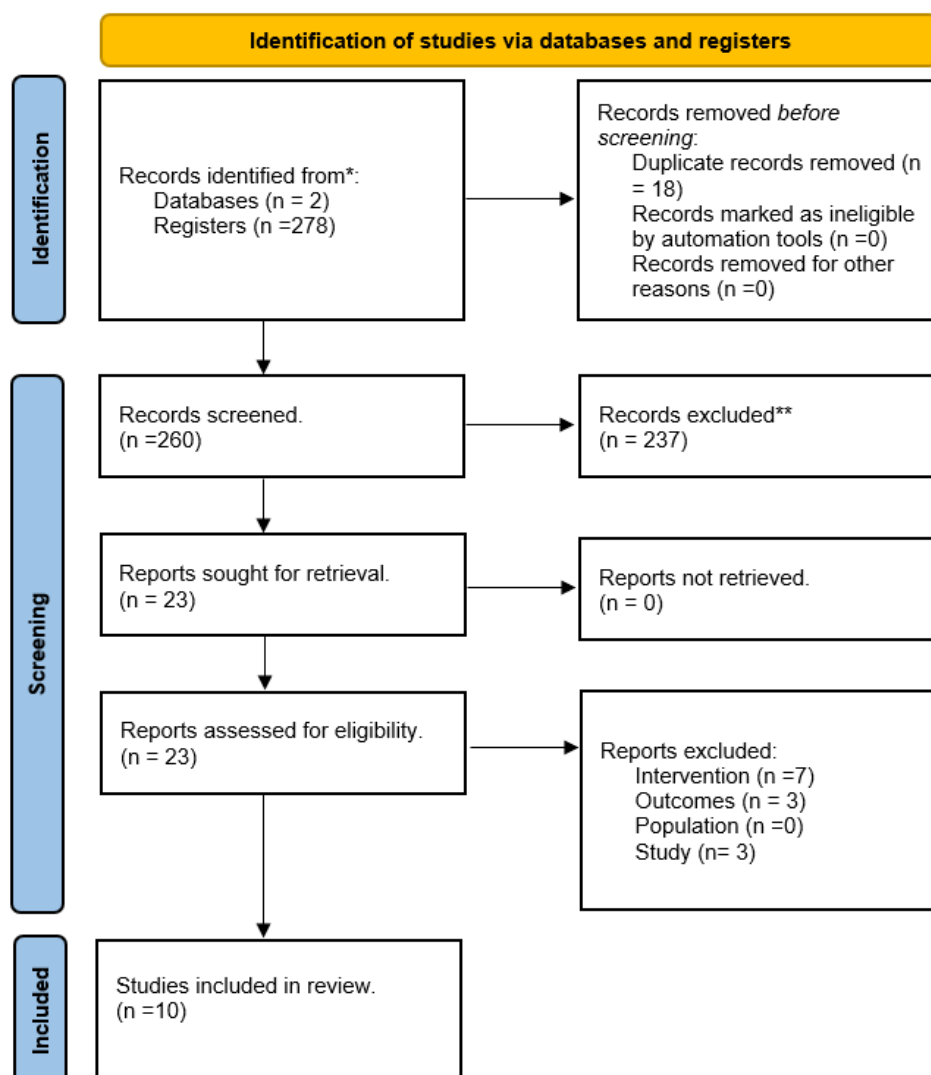 Identification of studies via databases and registers
Identification
Records identified from*:
Databases (n = 2)
Registers (n =278)
Records removed before
screening:
Duplicate records removed (n
= 18)
Records marked as ineligible
by automation tools (n =0)
Records removed for other
reasons (n =0)
Screening
Records screened.
(n =260)
Records excluded**
(n = 237)
Reports sought for retrieval.
(n = 23)
Reports not retrieved.
(n = 0)
Reports assessed for eligibility.
(n = 23)
Reports excluded:
Intervention (n =7)
Outcomes (n = 3)
Population (n =0)
Study (n= 3)
Included
Studies included in review.
(n =10)